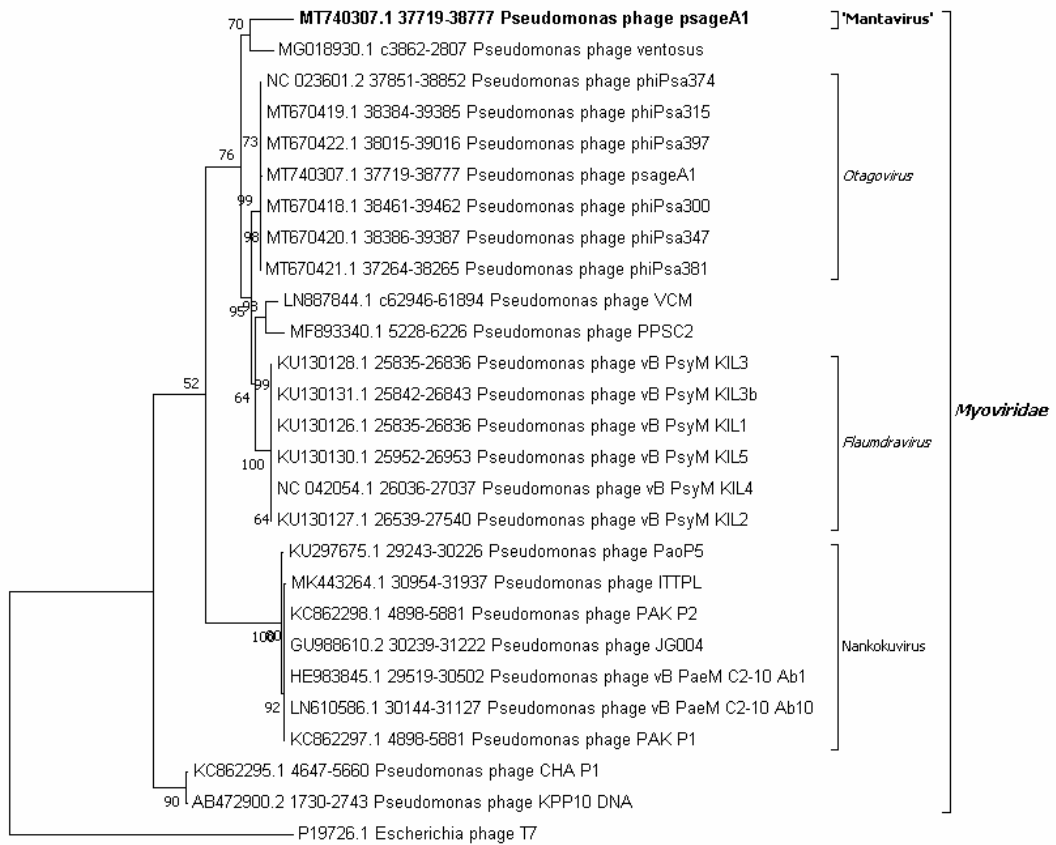 70
MT740307.1 37719-38777 Pseudomonas phage psageA1
'Mantavirus'
MG018930.1 c3862-2807 Pseudomonas phage ventosus
NC 023601.2 37851-38852 Pseudomonas phage phiPsa374
MT670419.1 38384-39385 Pseudomonas phage phiPsa315
73
MT670422.1 38015-39016 Pseudomonas phage phiPsa397
76
MT740307.1 37719-38777 Pseudomonas phage psageA1
Otagovirus
99
MT670418.1 38461-39462 Pseudomonas phage phiPsa300
98
MT670420.1 38386-39387 Pseudomonas phage phiPsa347
MT670421.1 37264-38265 Pseudomonas phage phiPsa381
LN887844.1 c62946-61894 Pseudomonas phage VCM
95
MF893340.1 5228-6226 Pseudomonas phage PPSC2
KU130128.1 25835-26836 Pseudomonas phage vB PsyM KIL3
52
99
64
KU130131.1 25842-26843 Pseudomonas phage vB PsyM KIL3b
Myoviridae
KU130126.1 25835-26836 Pseudomonas phage vB PsyM KIL1
Flaumdravirus
100
KU130130.1 25952-26953 Pseudomonas phage vB PsyM KIL5
NC 042054.1 26036-27037 Pseudomonas phage vB PsyM KIL4
64
KU130127.1 26539-27540 Pseudomonas phage vB PsyM KIL2
KU297675.1 29243-30226 Pseudomonas phage PaoP5
MK443264.1 30954-31937 Pseudomonas phage ITTPL
KC862298.1 4898-5881 Pseudomonas phage PAK P2
100
GU988610.2 30239-31222 Pseudomonas phage JG004
Nankokuvirus
HE983845.1 29519-30502 Pseudomonas phage vB PaeM C2-10 Ab1
92
LN610586.1 30144-31127 Pseudomonas phage vB PaeM C2-10 Ab10
KC862297.1 4898-5881 Pseudomonas phage PAK P1
KC862295.1 4647-5660 Pseudomonas phage CHA P1
90
AB472900.2 1730-2743 Pseudomonas phage KPP10 DNA
P19726.1 Escherichia phage T7